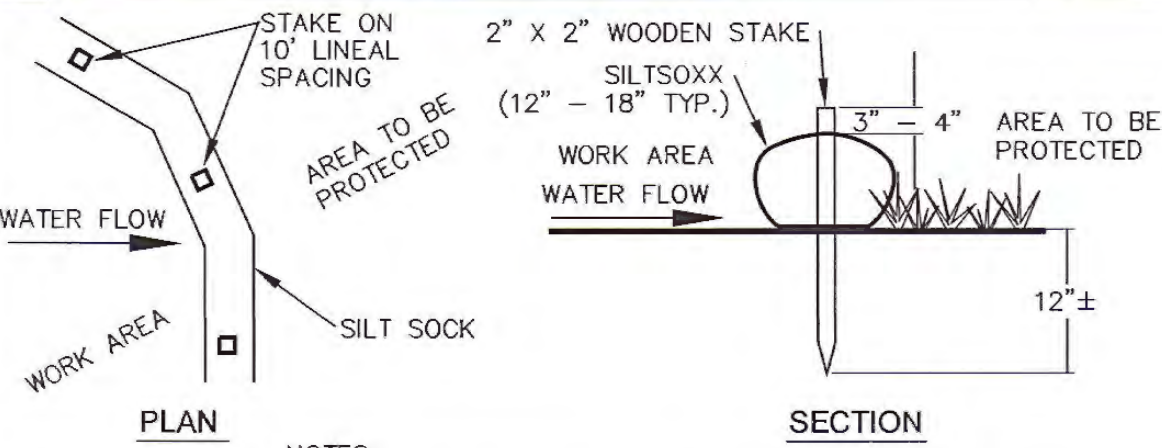 STAKE ON
10' LINEAL
SPACING
AREA TO BE
PROTECTED
WATER FLOW
WORK AREA
SILT SOCK
PLAN
2" X 2" WOODEN STAKE
SILTSOXX
(12" – 18" TYP.)
3" – 4"
AREA TO BE
PROTECTED
WORK AREA
WATER FLOW
12"±
SECTION